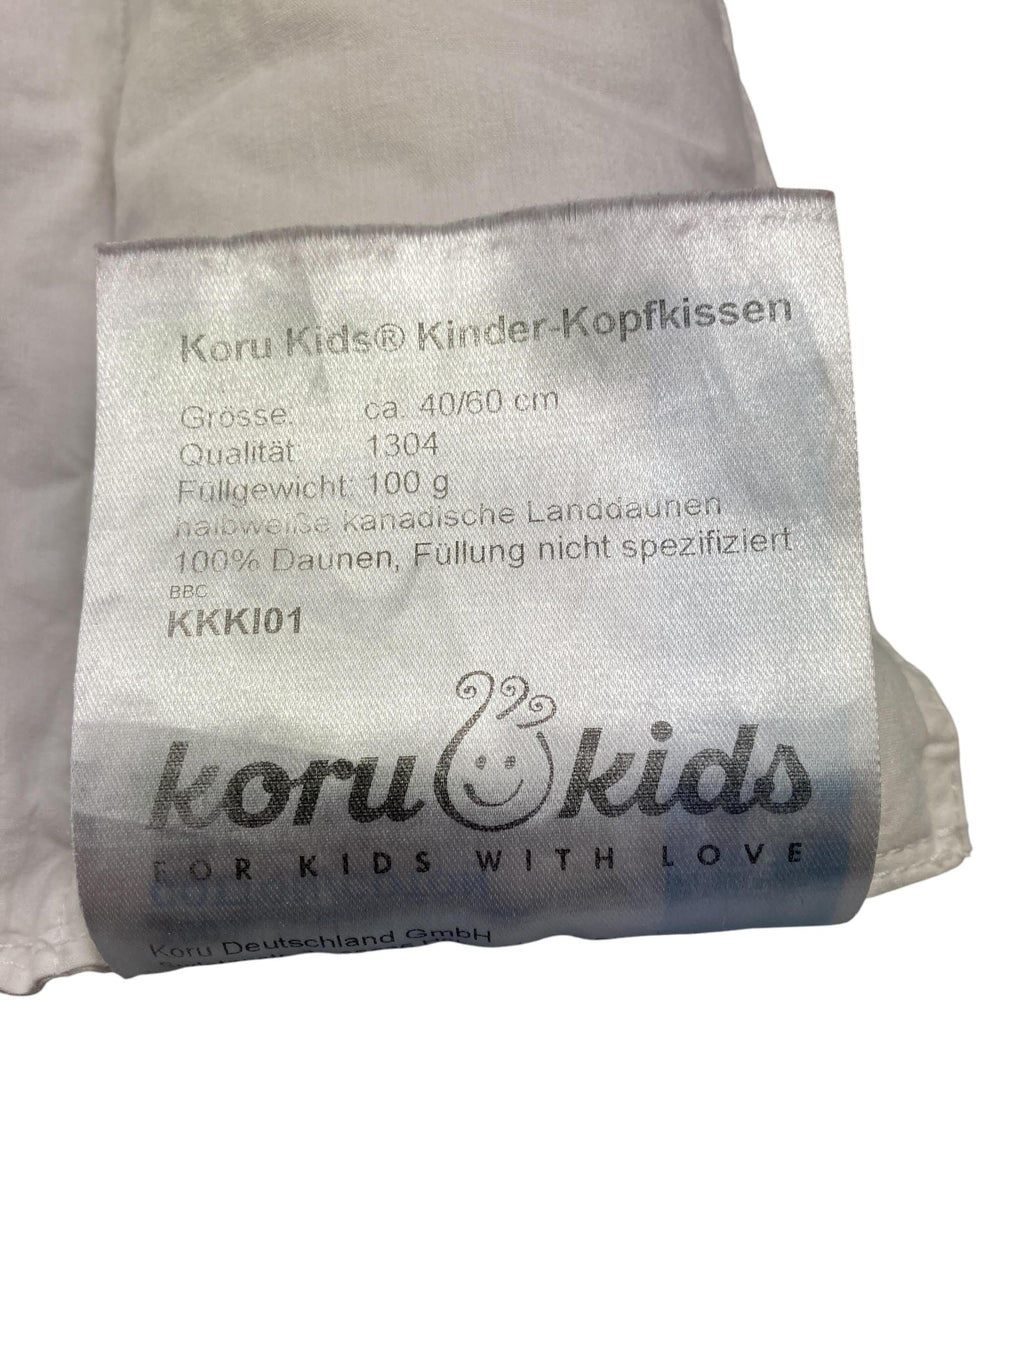 Koru Kids® Kinder-Kopfkissen
Grösse: ca. 40/60 cm
Qualität: 1304
Füllgewicht: 100 g
halbweiße kanadische Landdaunen
100% Daunen, Füllung nicht spezifiziert
BBC
KKKI01
koru kids
FOR KIDS WITH LOVE
Koru Deutschland GmbH